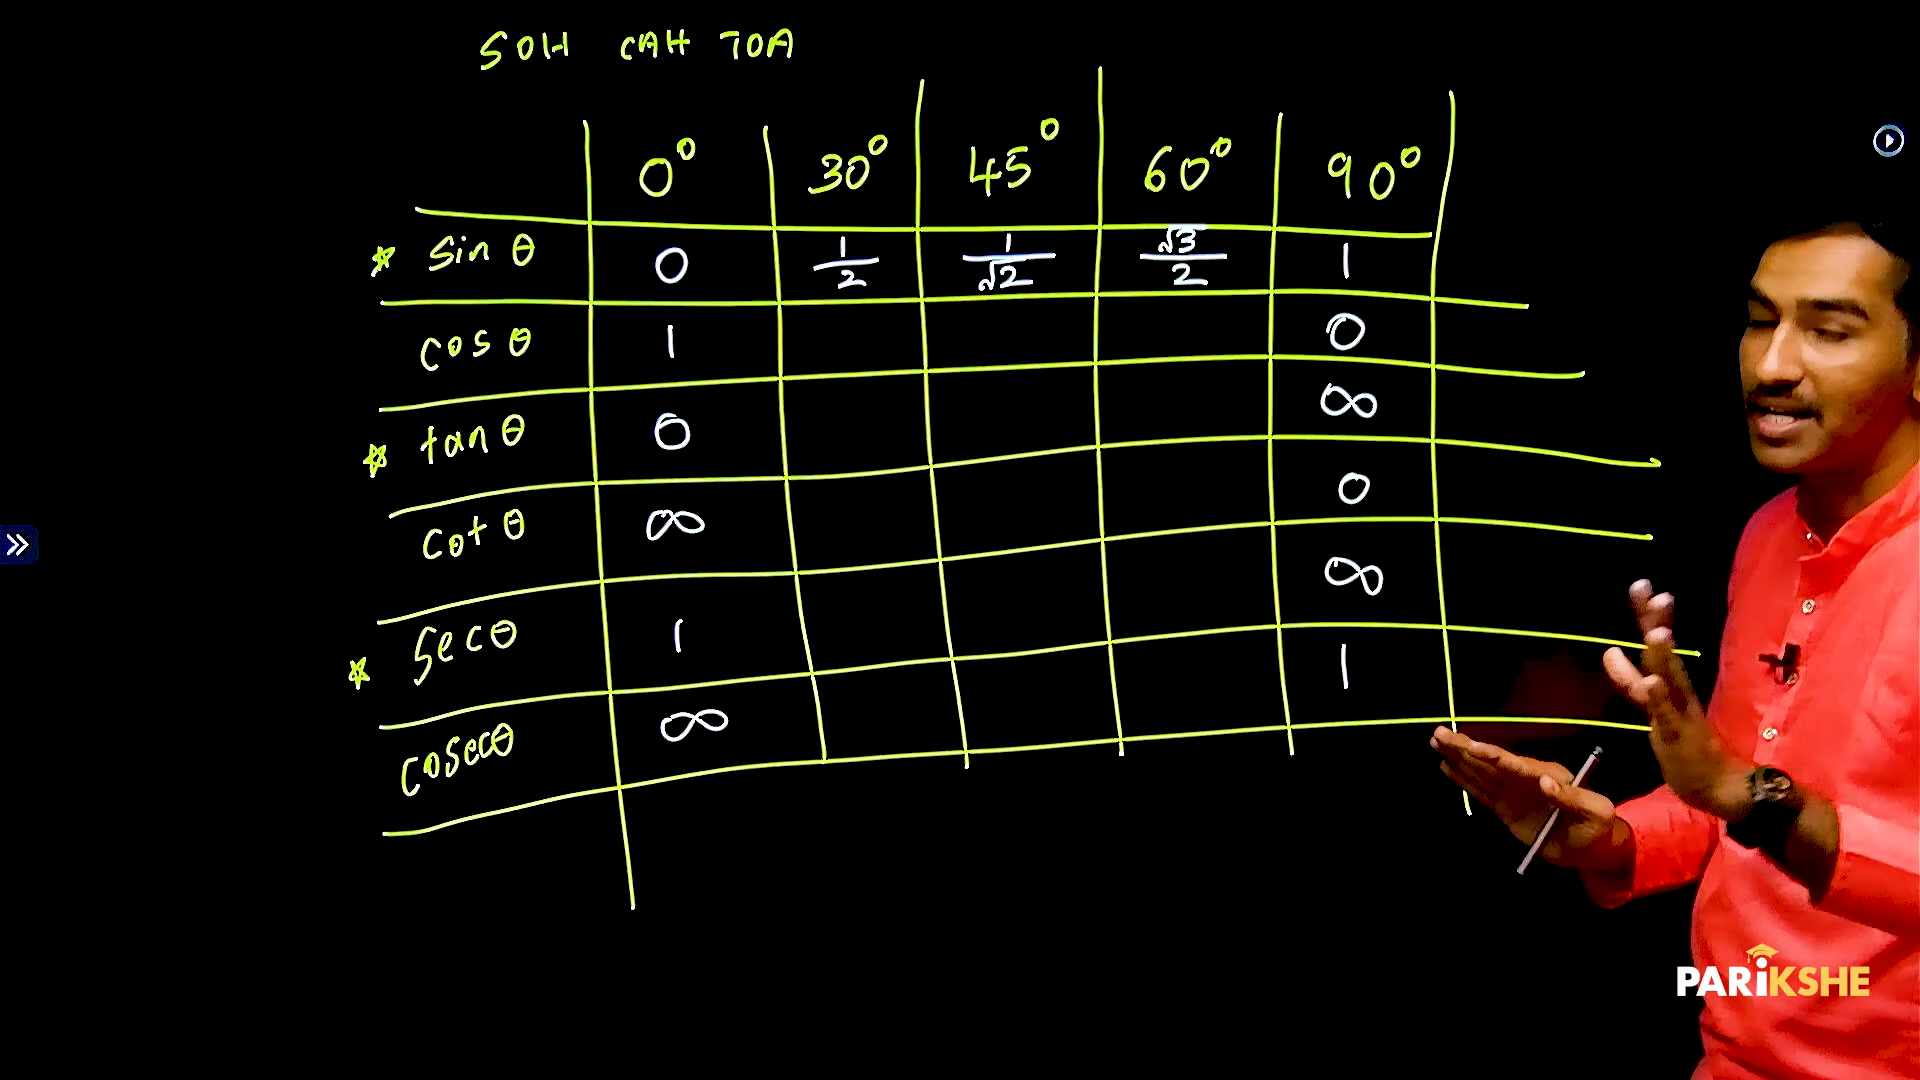 SOH CAH TOA
0° 30° 45° 60° 90°
☆ sin θ 0 1/2 1/√2 √3/2 1
cos θ 1 0
☆ tan θ 0 ∞
cot θ ∞ 0
☆ sec θ 1 ∞
cosec θ ∞ 1
PARiKSHE